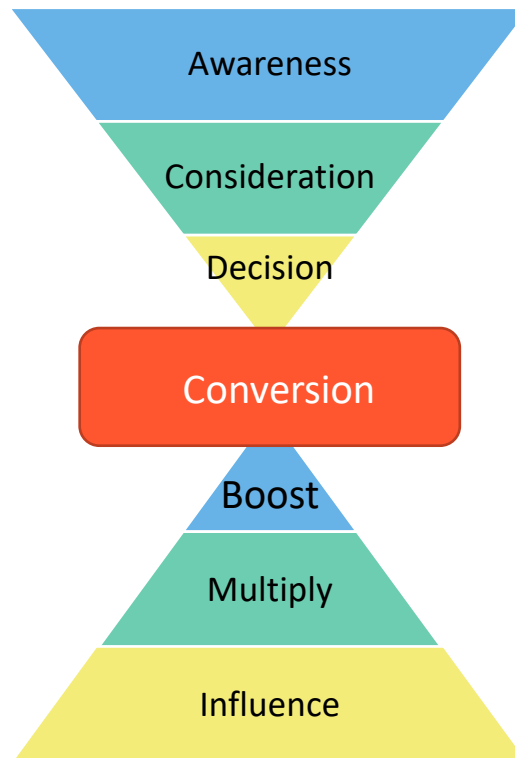 Awareness
Consideration
Decision
Conversion
Boost
Multiply
Influence